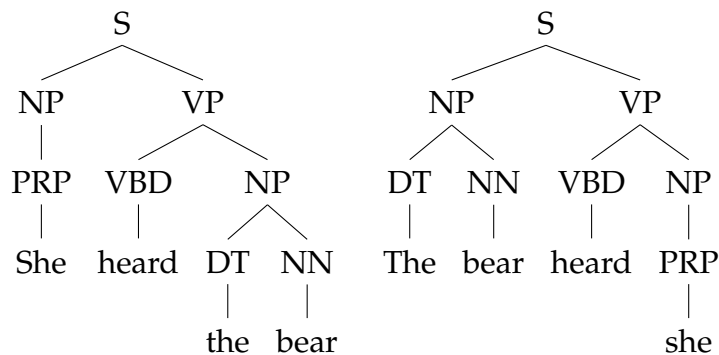 S S
NP VP NP VP
PRP VBD NP DT NN VBD NP
She heard DT NN The bear heard PRP
the bear she